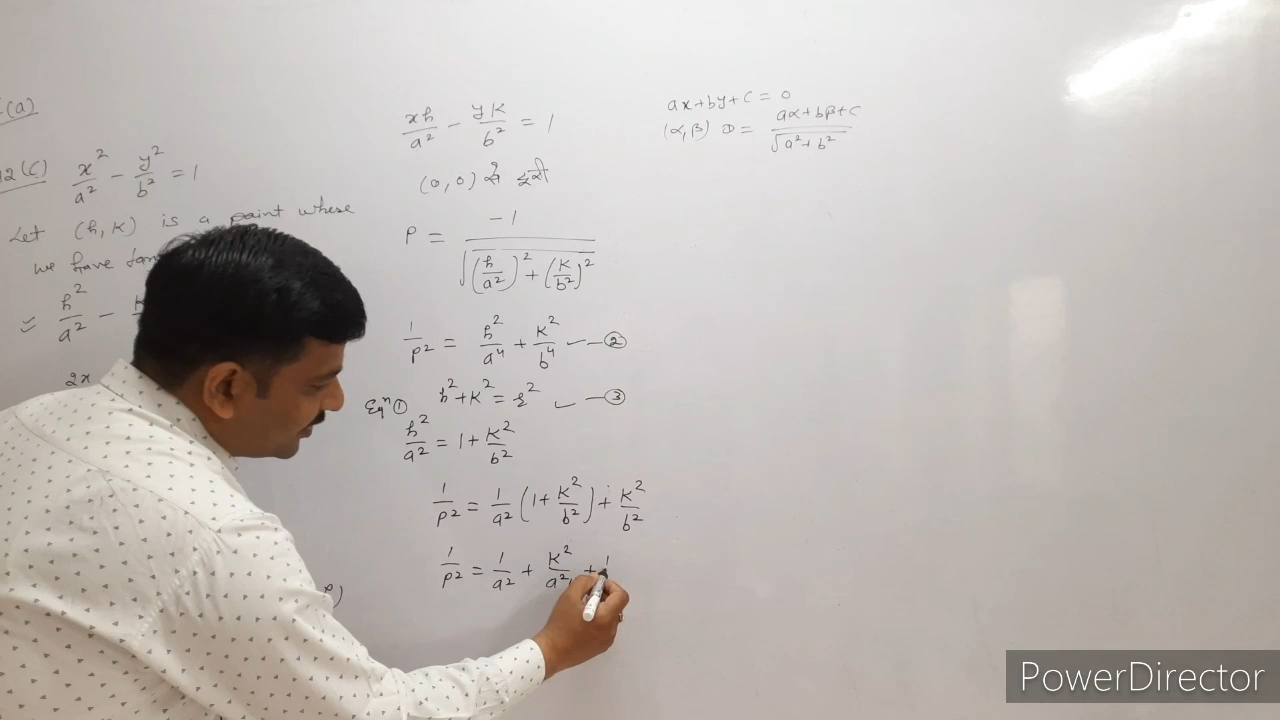 (a)
12(C) x²/a² - y²/b² = 1
Let (h, K) is a point whose
we have
h²/a² -
2x
xh/a² - yK/b² = 1
(0,0) से दूरी
P = -1/√((h/a²)² + (K/b²)²)
1/P² = h²/a⁴ + K²/b⁴ — ②
Eqⁿ ① h² + K² = r² — ③
h²/a² = 1 + K²/b²
1/P² = 1/a² (1 + K²/b²) + K²/b²
1/P² = 1/a² + K²/a² +
ax + by + C = 0
(α, β) D = aα + bβ + C/√a² + b²
PowerDirector